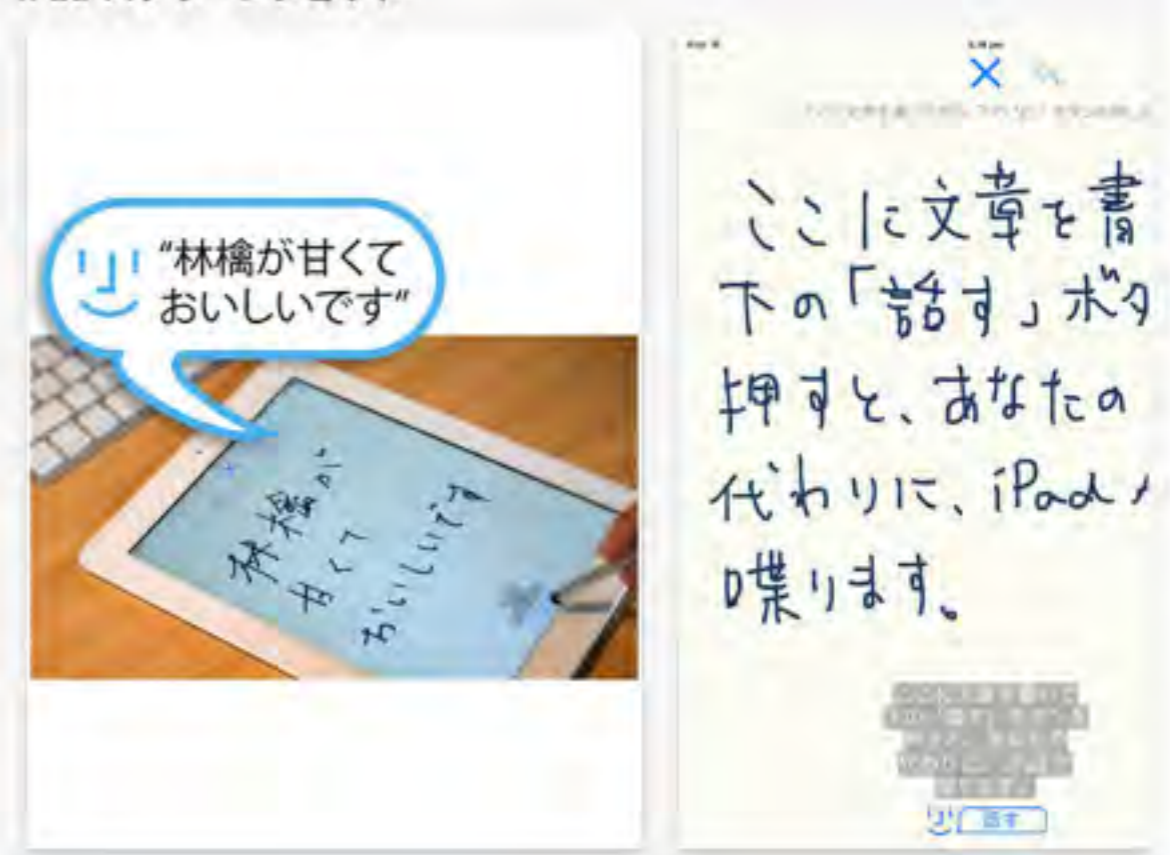 “林檎が甘くて
おいしいです”
林檎が
甘くて
おいしいです
ここに文章を書
下の「話す」ボタ
押すと、あなたの
代わりに、iPad
喋ります。
話す